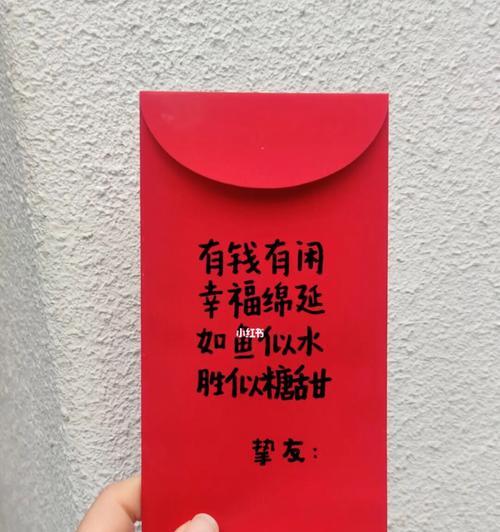 有钱有闲
幸福绵延
小红书
如鱼似水
胜似糖甜
挚友：